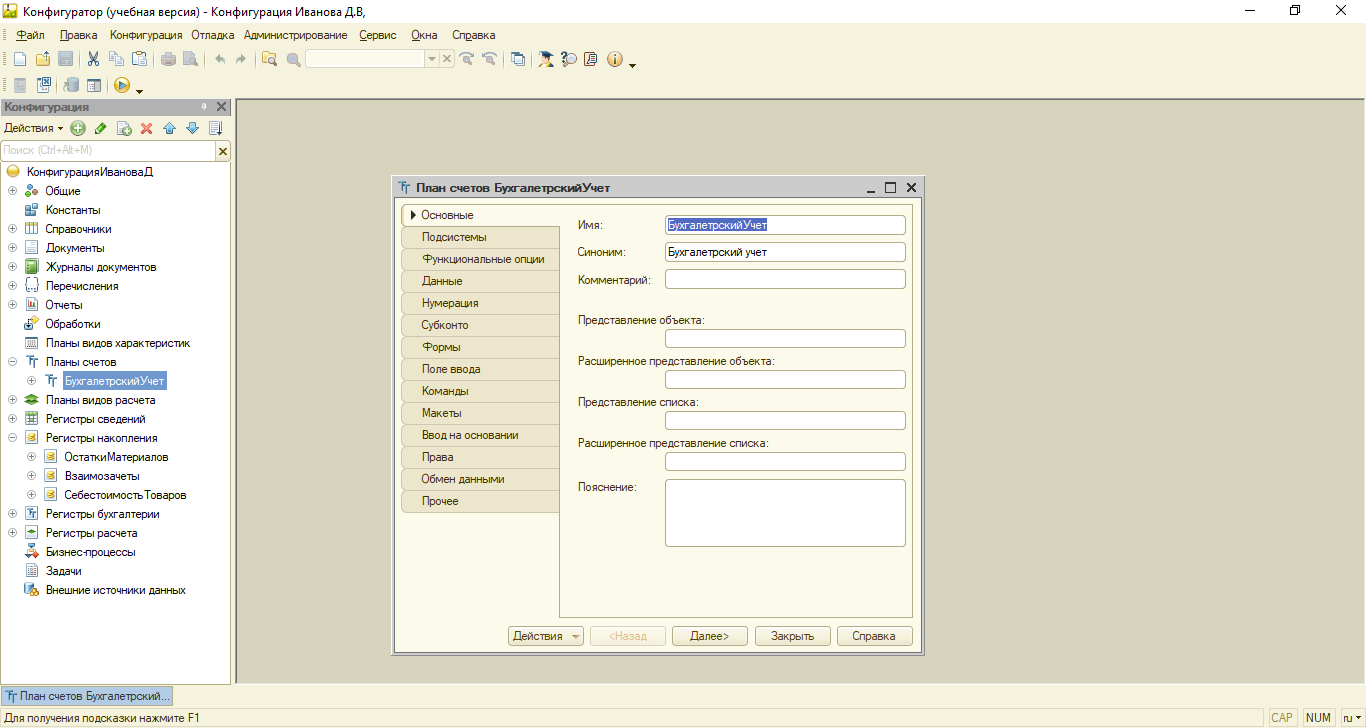 Конфигуратор (учебная версия) - Конфигурация Иванова Д.В,
Файл Правка Конфигурация Отладка Администрирование Сервис Окна Справка
Конфигурация
Действия
Поиск (Ctrl+Alt+M)
КонфигурацияИвановаД
Общие
Константы
Справочники
Документы
Журналы документов
Перечисления
Отчеты
Обработки
Планы видов характеристик
Планы счетов
БухгалетрскийУчет
Планы видов расчета
Регистры сведений
Регистры накопления
ОстаткиМатериалов
Взаимозачеты
СебестоимостьТоваров
Регистры бухгалтерии
Регистры расчета
Бизнес-процессы
Задачи
Внешние источники данных
План счетов БухгалетрскийУчет
Основные
Подсистемы
Функциональные опции
Данные
Нумерация
Субконто
Формы
Поле ввода
Команды
Макеты
Ввод на основании
Права
Обмен данными
Прочее
Имя: БухгалетрскийУчет
Синоним: Бухгалетрский учет
Комментарий:
Представление объекта:
Расширенное представление объекта:
Представление списка:
Расширенное представление списка:
Пояснение:
Действия <Назад Далее> Закрыть Справка
План счетов Бухгалетрский...
Для получения подсказки нажмите F1 CAP NUM ru